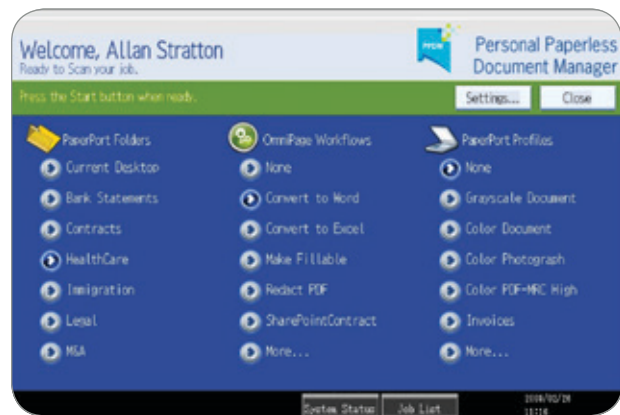 Welcome, Allan Stratton
Ready to Scan your job.
PPDM
Personal Paperless
Document Manager
Press the Start button when ready.
Settings...
Close
PaperPort Folders
Current Desktop
Bank Statements
Contracts
HealthCare
Immigration
Legal
M&A
OmniPage Workflows
None
Convert to Word
Convert to Excel
Make Fillable
Redact PDF
SharePointContract
More...
PaperPort Profiles
None
Grayscale Document
Color Document
Color Photograph
Color PDF-MRC High
Invoices
More...
System Status
Job List